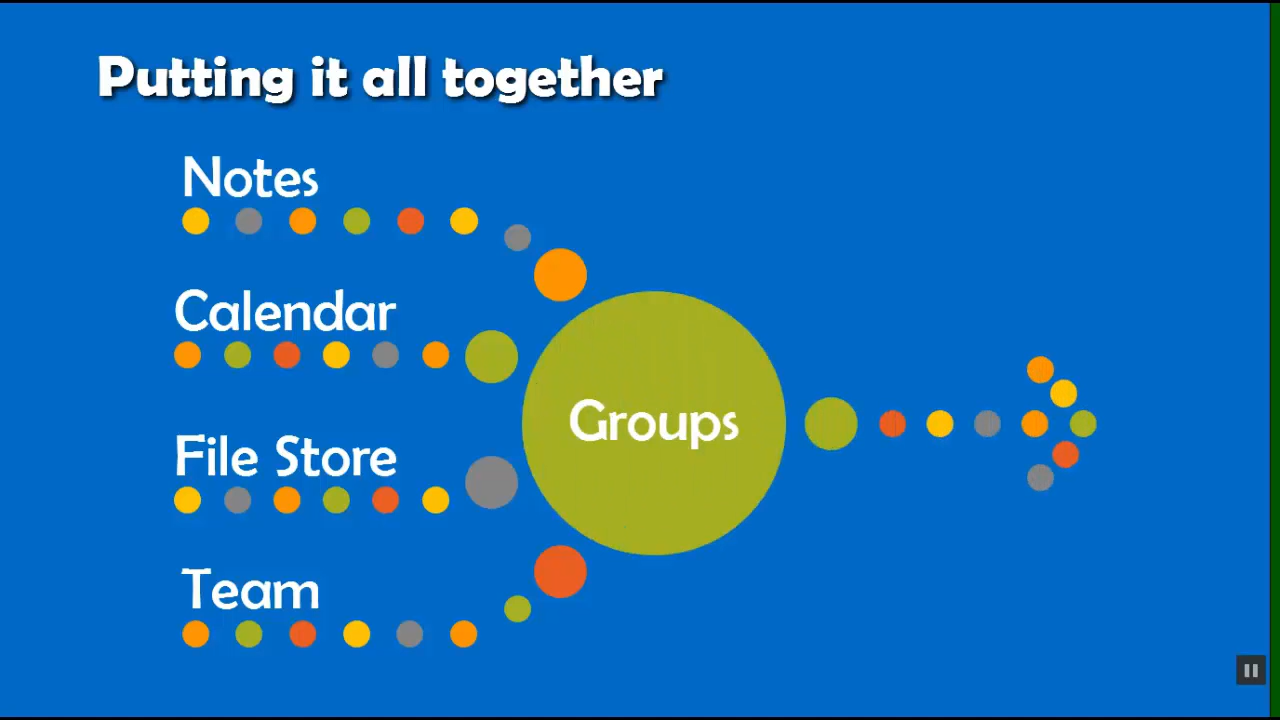 Putting it all together
Notes
Calendar
Groups
File Store
Team